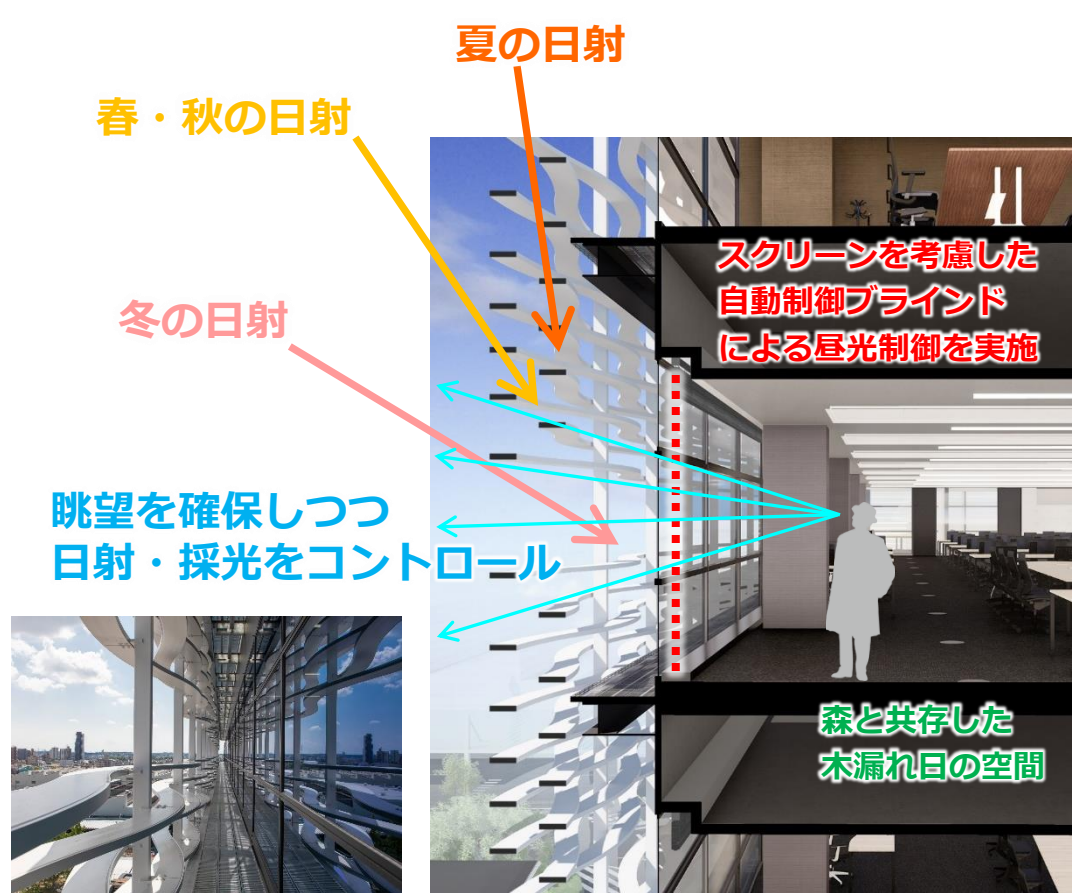 夏の日射
春・秋の日射
スクリーンを考慮した
自動制御ブラインド
による昼光制御を実施
冬の日射
眺望を確保しつつ
日射・採光をコントロール
森と共存した
木漏れ日の空間